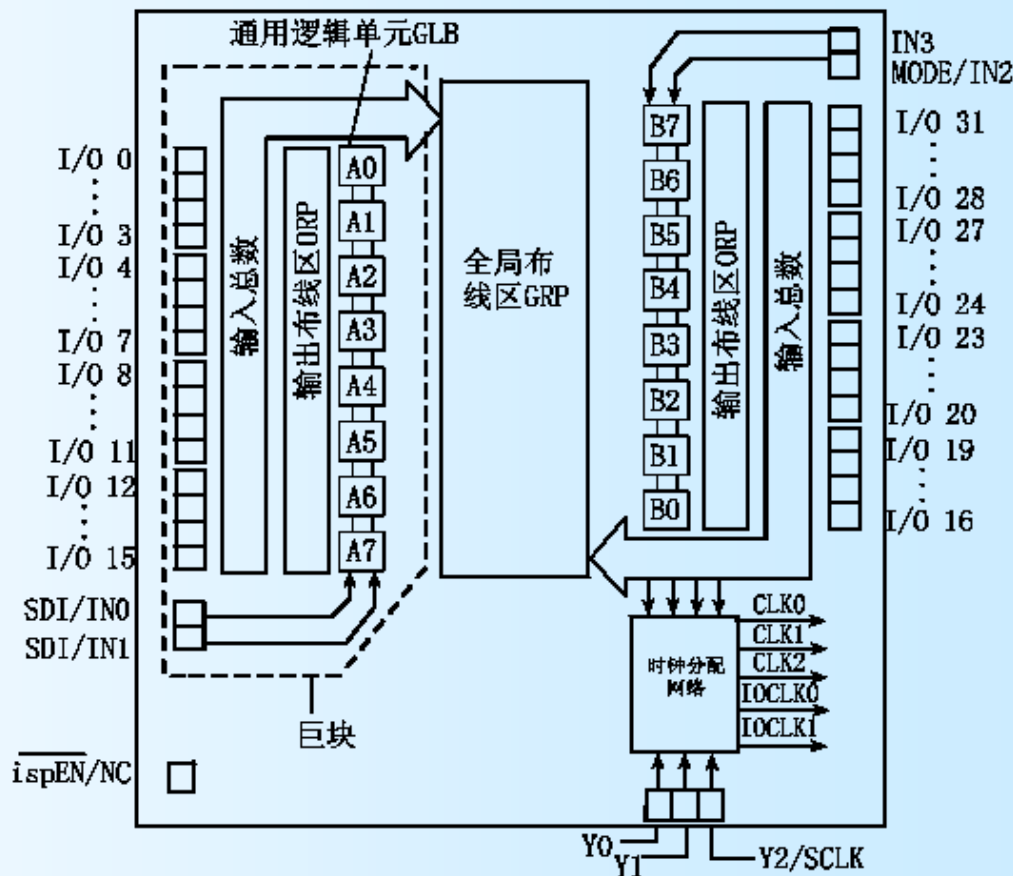 通用逻辑单元GLB
IN3
MODE/IN2
I/O 0
I/O 3
I/O 4
I/O 7
I/O 8
I/O 11
I/O 12
I/O 15
SDI/IN0
SDI/IN1
ispEN/NC
输入总数
输出布线区ORP
A0
A1
A2
A3
A4
A5
A6
A7
巨块
全局布
线区GRP
B7
B6
B5
B4
B3
B2
B1
B0
输出布线区ORP
输入总数
I/O 31
I/O 28
I/O 27
I/O 24
I/O 23
I/O 20
I/O 19
I/O 16
时钟分配
网络
CLK0
CLK1
CLK2
IOCLK0
IOCLK1
Y0
Y1
Y2/SCLK